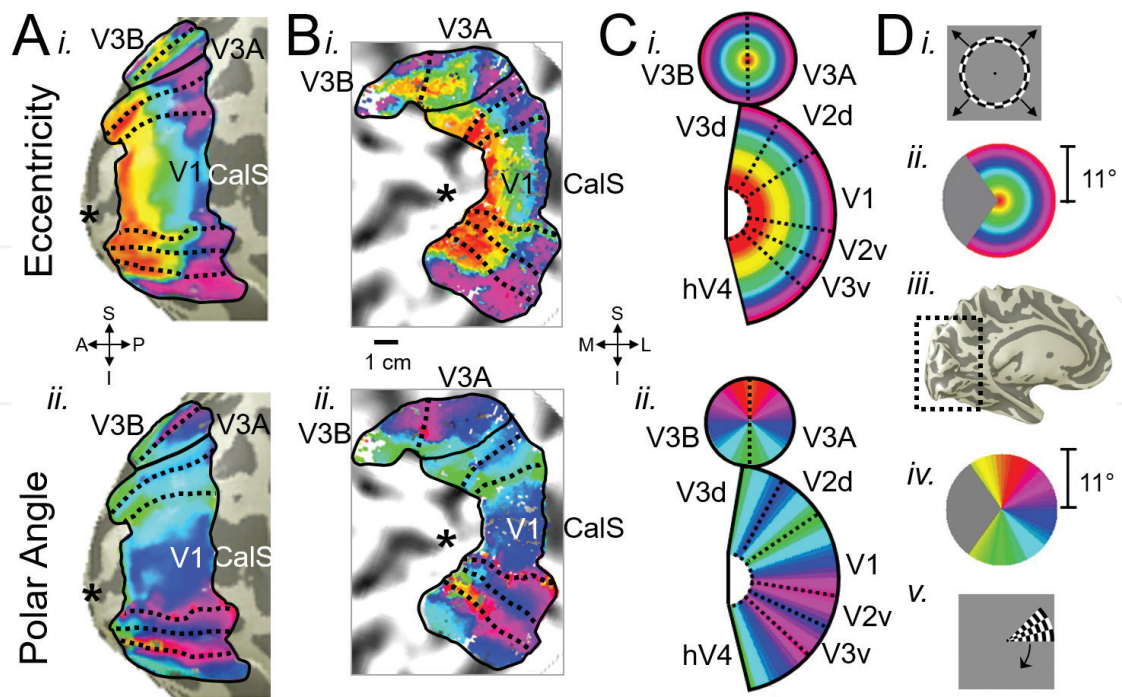 A
i.
V3B
V3A
V1
CalS
*
Eccentricity
B
i.
V3A
V3B
V1
CalS
*
C
i.
V3B
V3A
V3d
V2d
V1
V2v
V3v
hV4
D
i.
ii.
11°
iii.
S
A
P
I
1 cm
S
M
L
I
Polar Angle
ii.
V3B
V3A
V1
CalS
*
ii.
V3A
V3B
V1
CalS
*
ii.
V3B
V3A
V3d
V2d
V1
V2v
V3v
hV4
iv.
11°
v.